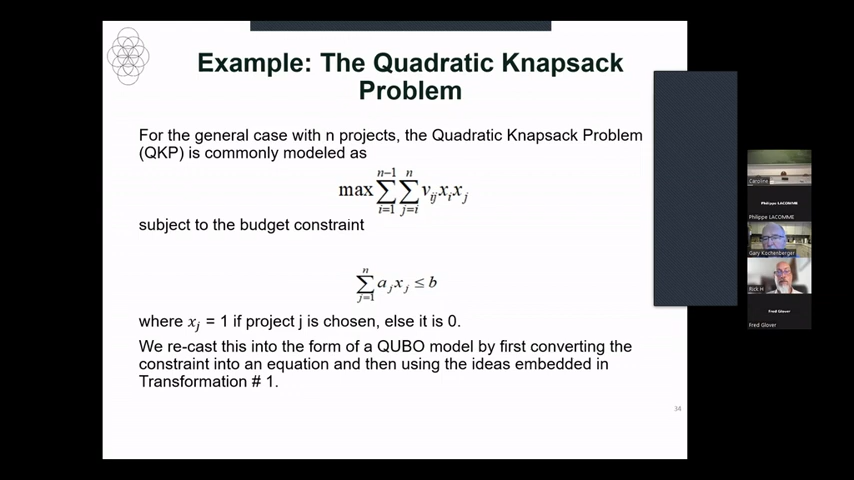 Example: The Quadratic Knapsack
Problem
For the general case with n projects, the Quadratic Knapsack Problem
(QKP) is commonly modeled as
max ∑_{i=1}^{n−1} ∑_{j=i}^{n} v_{ij} x_i x_j
subject to the budget constraint
∑_{j=1}^{n} a_j x_j ≤ b
where x_j = 1 if project j is chosen, else it is 0.
We re-cast this into the form of a QUBO model by first converting the
constraint into an equation and then using the ideas embedded in
Transformation # 1.
34
Caroline
Philippe LACOMME
Philippe LACOMME
Gary Kochenberger
Rick H
Fred Glover
Fred Glover